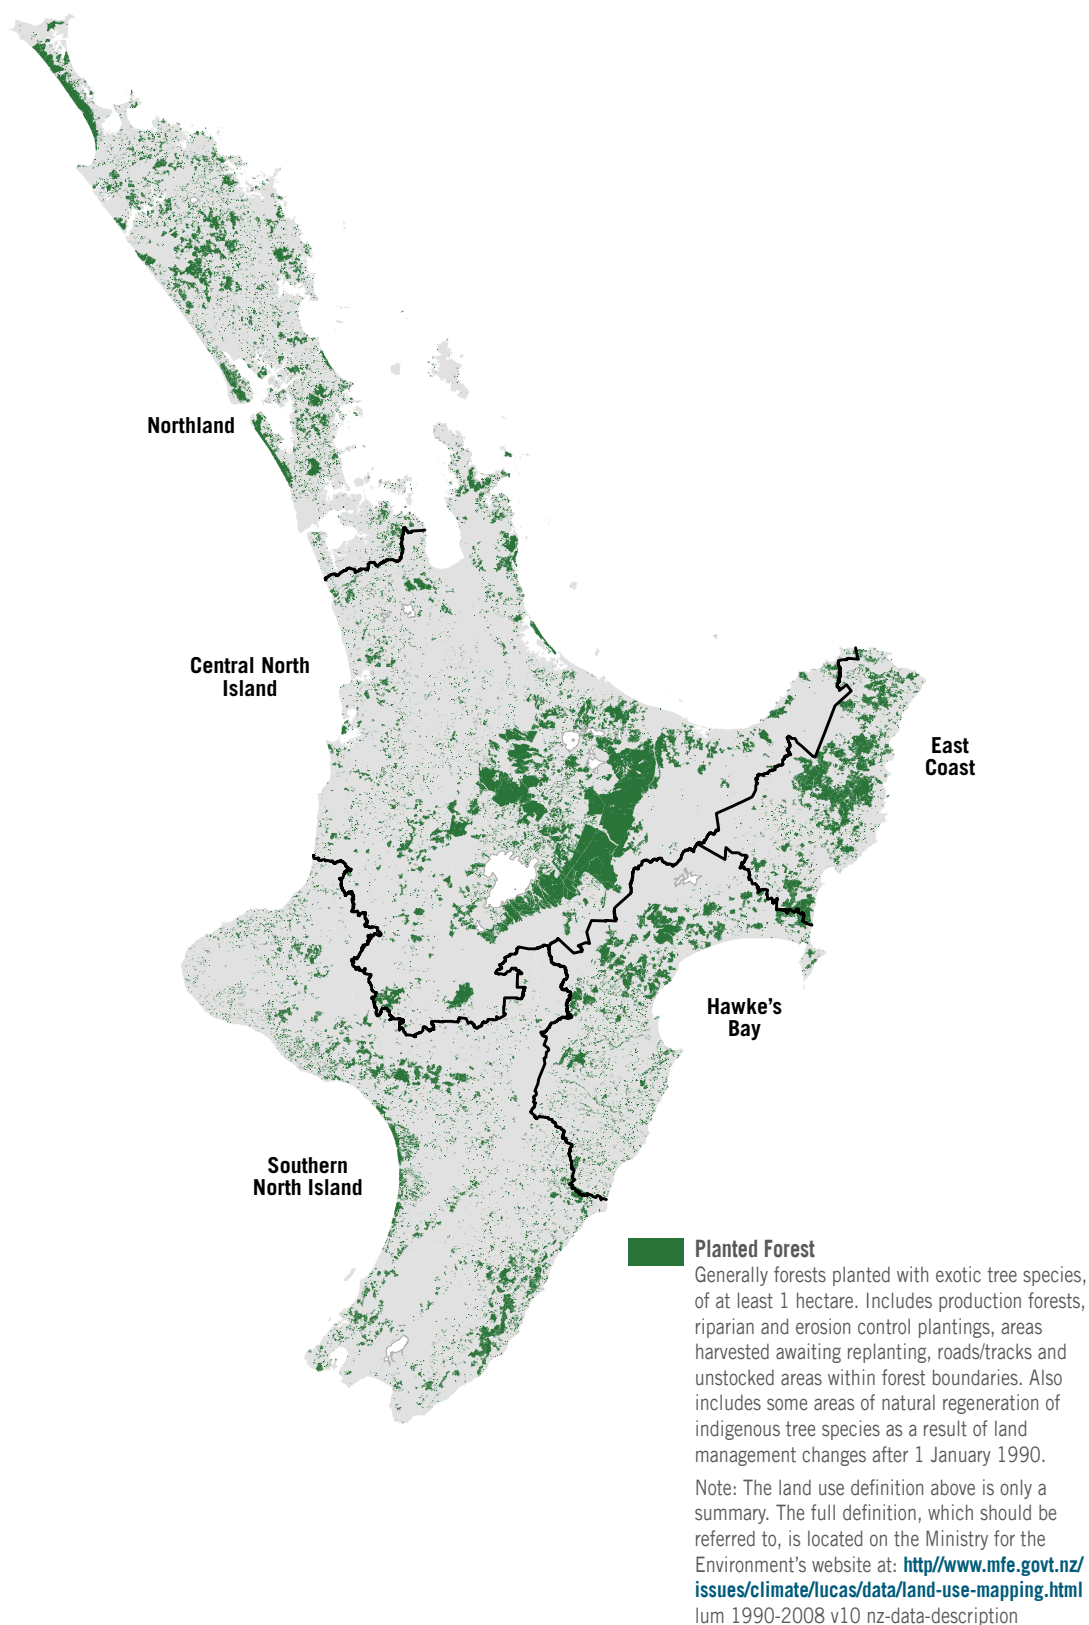 Northland
Central North
Island
East
Coast
Hawke's
Bay
Southern
North Island
Planted Forest
Generally forests planted with exotic tree species,
of at least 1 hectare. Includes production forests,
riparian and erosion control plantings, areas
harvested awaiting replanting, roads/tracks and
unstocked areas within forest boundaries. Also
includes some areas of natural regeneration of
indigenous tree species as a result of land
management changes after 1 January 1990.
Note: The land use definition above is only a
summary. The full definition, which should be
referred to, is located on the Ministry for the
Environment's website at: http//www.mfe.govt.nz/
issues/climate/lucas/data/land-use-mapping.html
lum 1990-2008 v10 nz-data-description